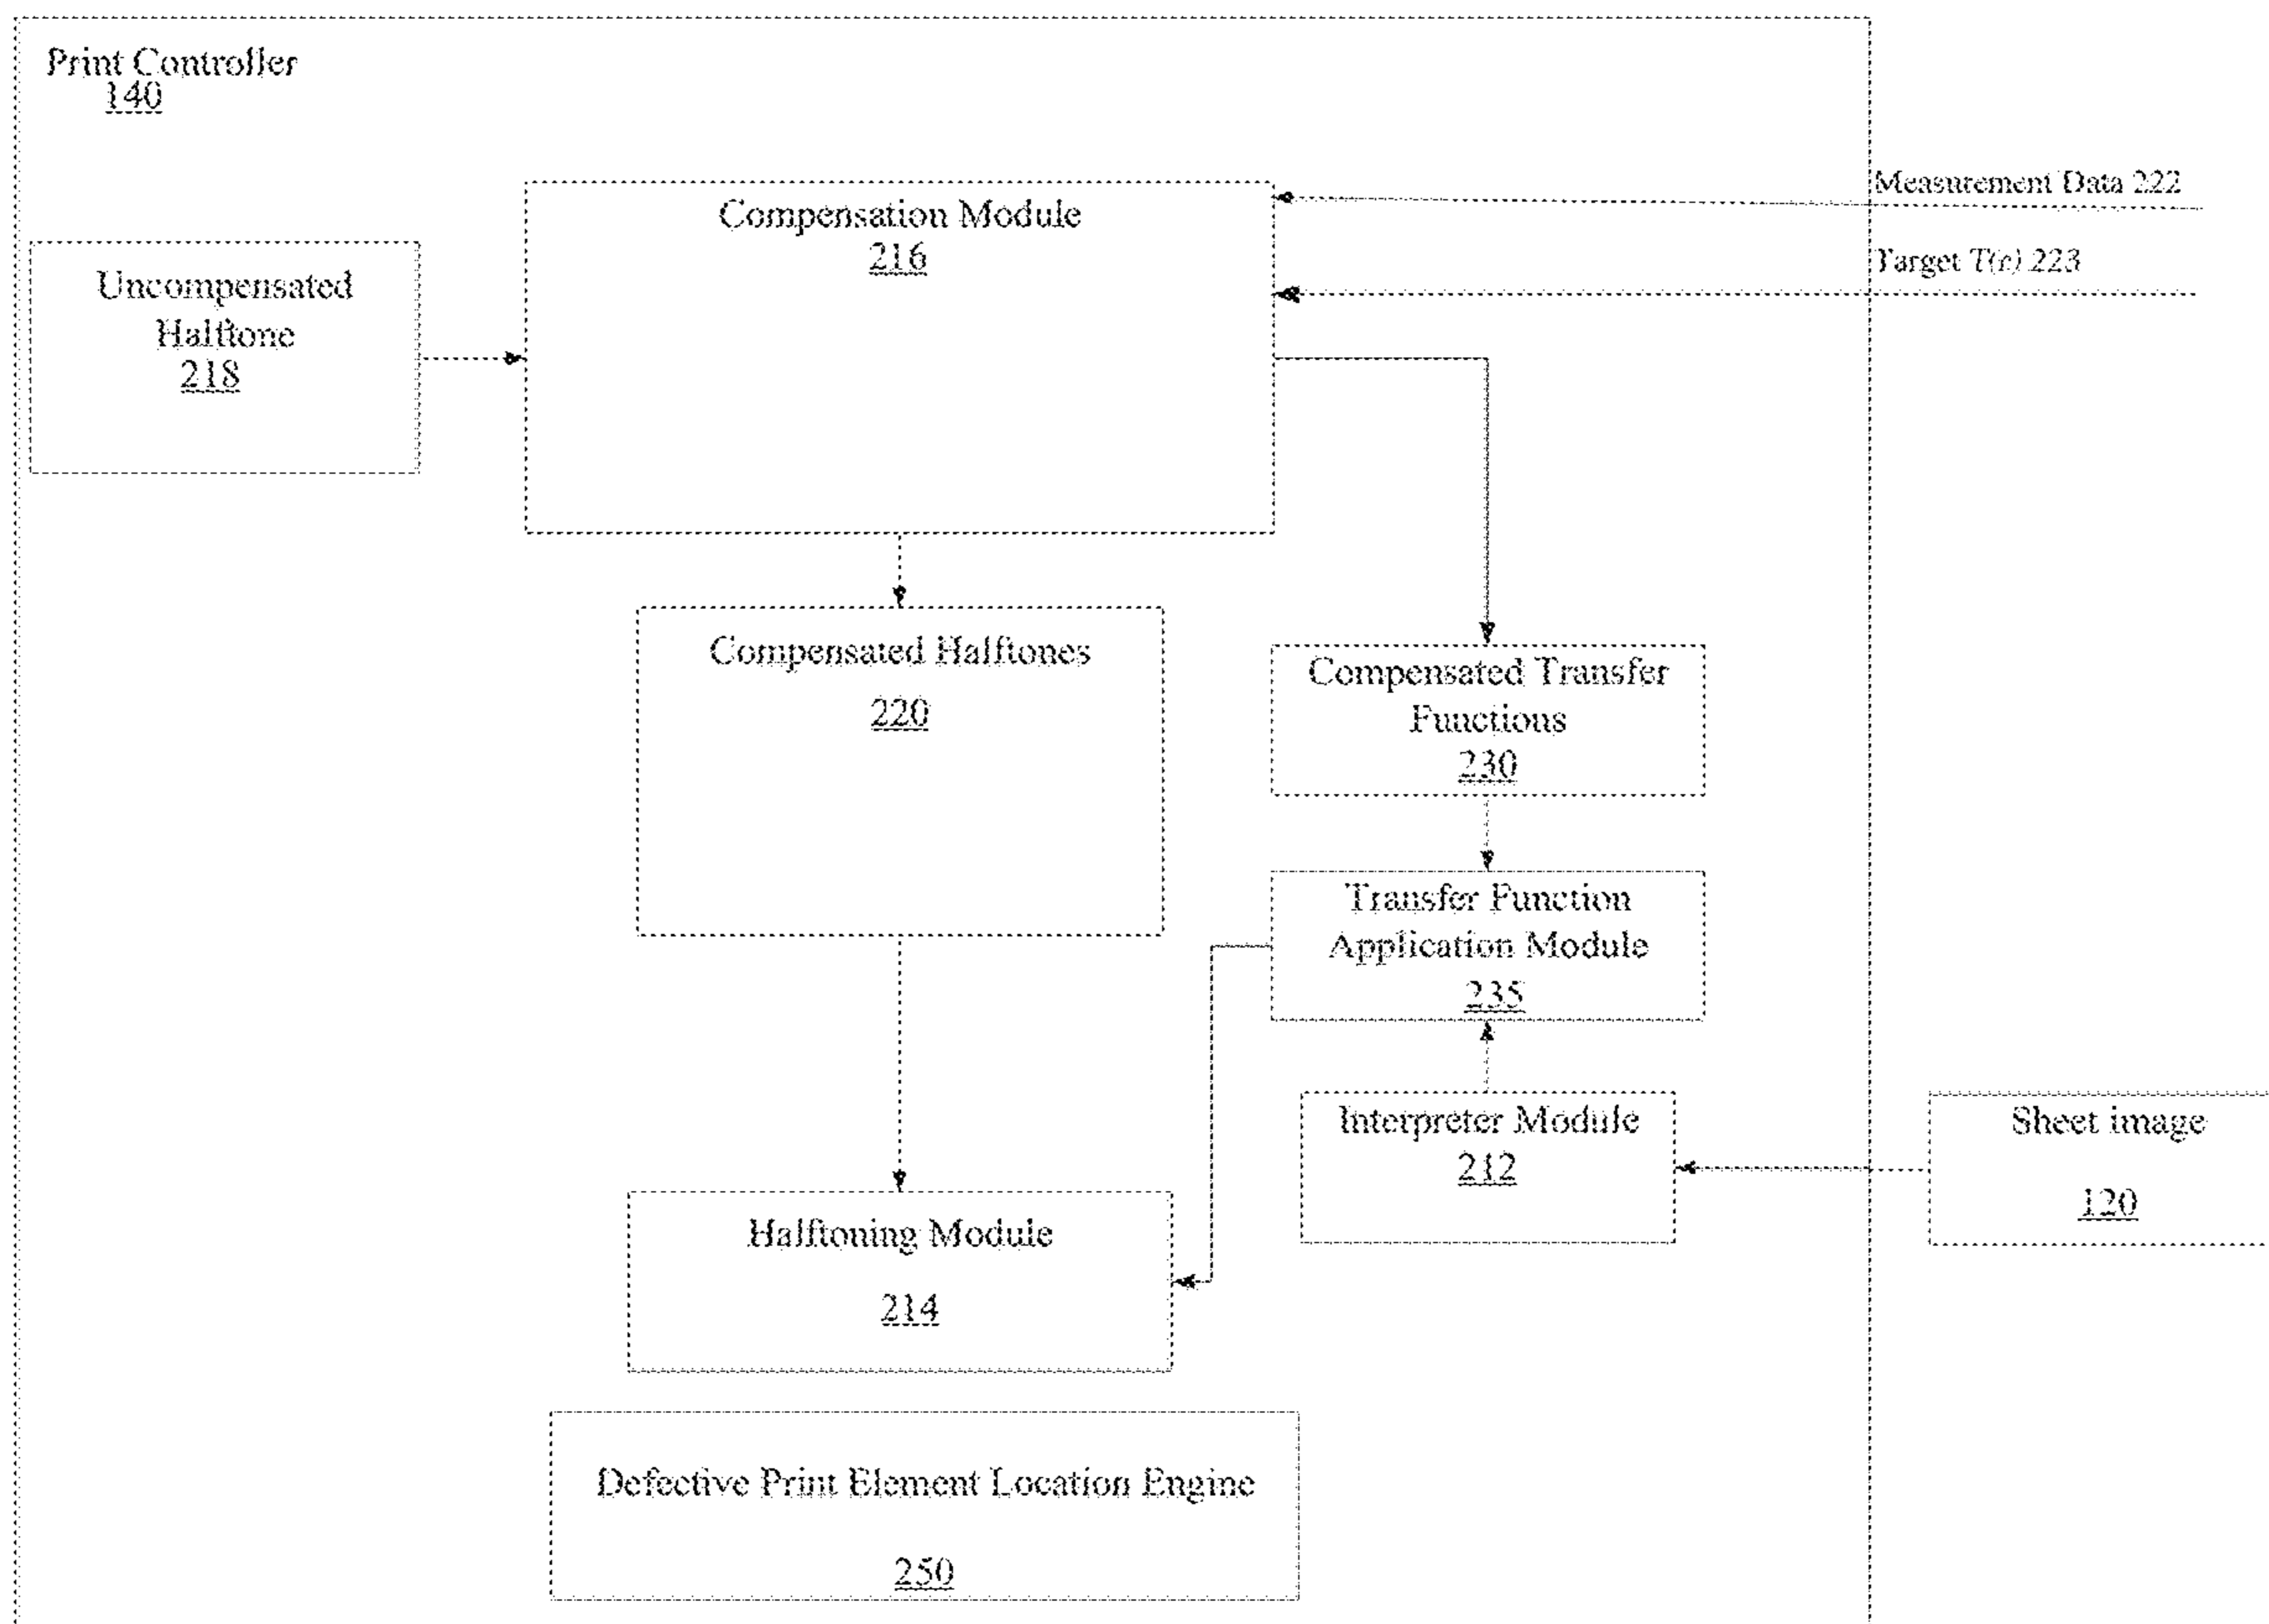 Print Controller
140
Measurement Data 222
Compensation Module
216
Target T(r) 223
Uncompensated
Halftone
218
Compensated Halftones
220
Compensated Transfer
Functions
230
Transfer Function
Application Module
235
Interpreter Module
212
Sheet image
120
Halftoning Module
214
Defective Print Element Location Engine
250